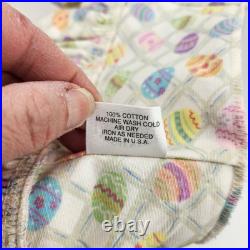 100% COTTON
MACHINE WASH COLD
AIR DRY
IRON AS NEEDED
MADE IN U.S.A.